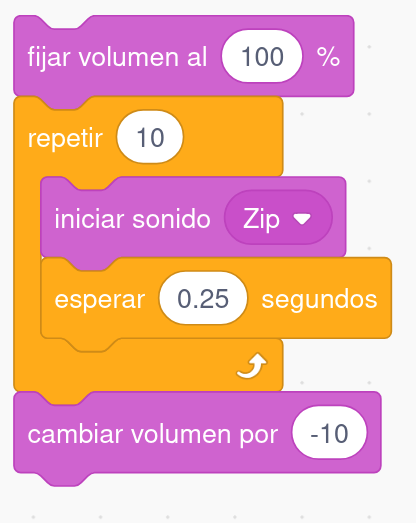 fijar volumen al 100 %
repetir 10
iniciar sonido Zip
esperar 0.25 segundos
cambiar volumen por -10